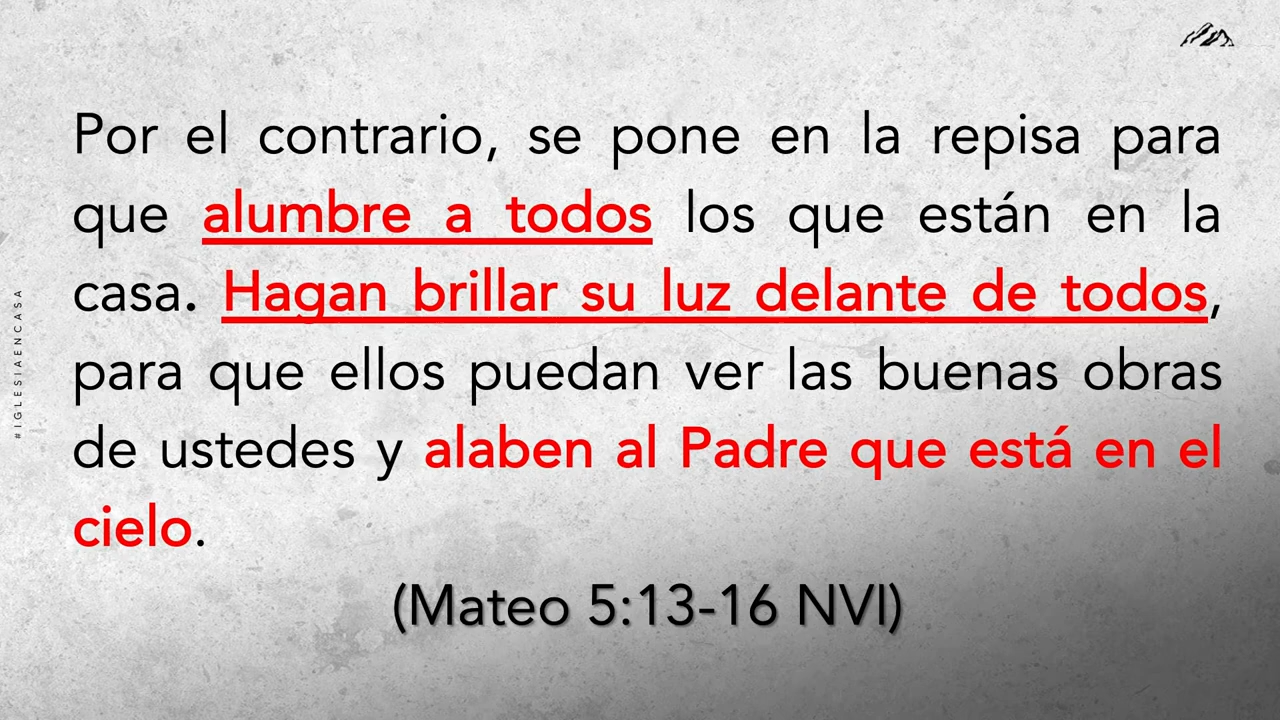 Por el contrario, se pone en la repisa para
que alumbre a todos los que están en la
casa. Hagan brillar su luz delante de todos,
para que ellos puedan ver las buenas obras
de ustedes y alaben al Padre que está en el
cielo.
(Mateo 5:13-16 NVI)
#IGLESIAENCASA